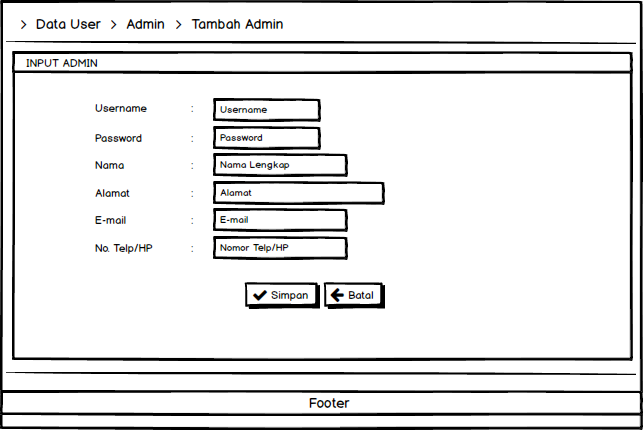 > Data User > Admin > Tambah Admin
INPUT ADMIN
Username : Username
Password : Password
Nama : Nama Lengkap
Alamat : Alamat
E-mail : E-mail
No. Telp/HP : Nomor Telp/HP
Simpan Batal
Footer